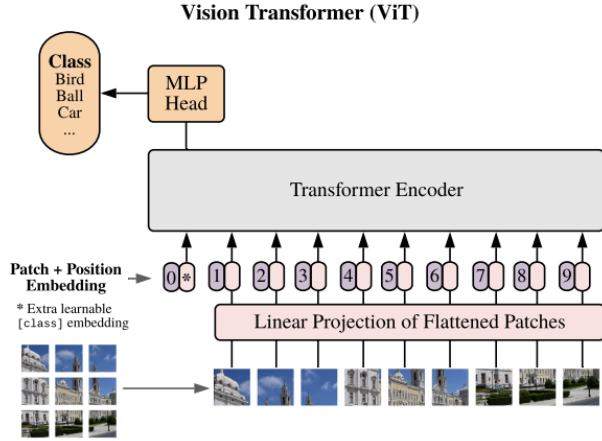 Vision Transformer (ViT)
Class
Bird
Ball
Car
...
MLP
Head
Transformer Encoder
Patch + Position
Embedding
0 * 1 2 3 4 5 6 7 8 9
* Extra learnable
[class] embedding
Linear Projection of Flattened Patches